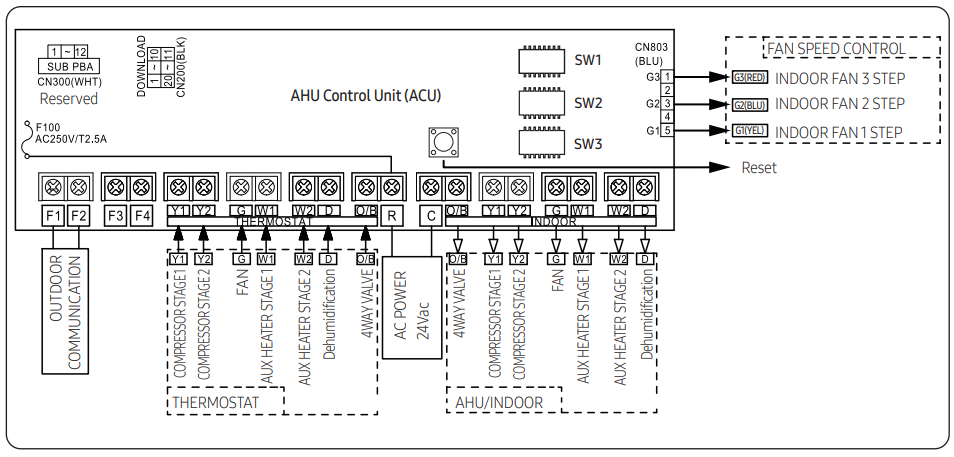 1 ~ 12
SUB PBA
CN300(WHT)
Reserved
DOWNLOAD
1 ~ 10
20 ~ 11
CN200(BLK)
F100
AC250V/T2.5A
AHU Control Unit (ACU)
SW1
SW2
SW3
CN803
(BLU)
G3 1
2
G2 3
4
G1 5
FAN SPEED CONTROL
G3(RED) INDOOR FAN 3 STEP
G2(BLU) INDOOR FAN 2 STEP
G1(YEL) INDOOR FAN 1 STEP
Reset
F1 F2 F3 F4 Y1 Y2 G W1 W2 D O/B R C O/B Y1 Y2 G W1 W2 D
THERMOSTAT
INDOOR
Y1 Y2 G W1 W2 D O/B
O/B Y1 Y2 G W1 W2 D
OUTDOOR
COMMUNICATION
COMPRESSOR STAGE1
COMPRESSOR STAGE2
FAN
AUX HEATER STAGE1
AUX HEATER STAGE2
Dehumidification
4WAY VALVE
AC POWER
24Vac
4WAY VALVE
COMPRESSOR STAGE1
COMPRESSOR STAGE2
FAN
AUX HEATER STAGE1
AUX HEATER STAGE2
Dehumidification
THERMOSTAT
AHU/INDOOR